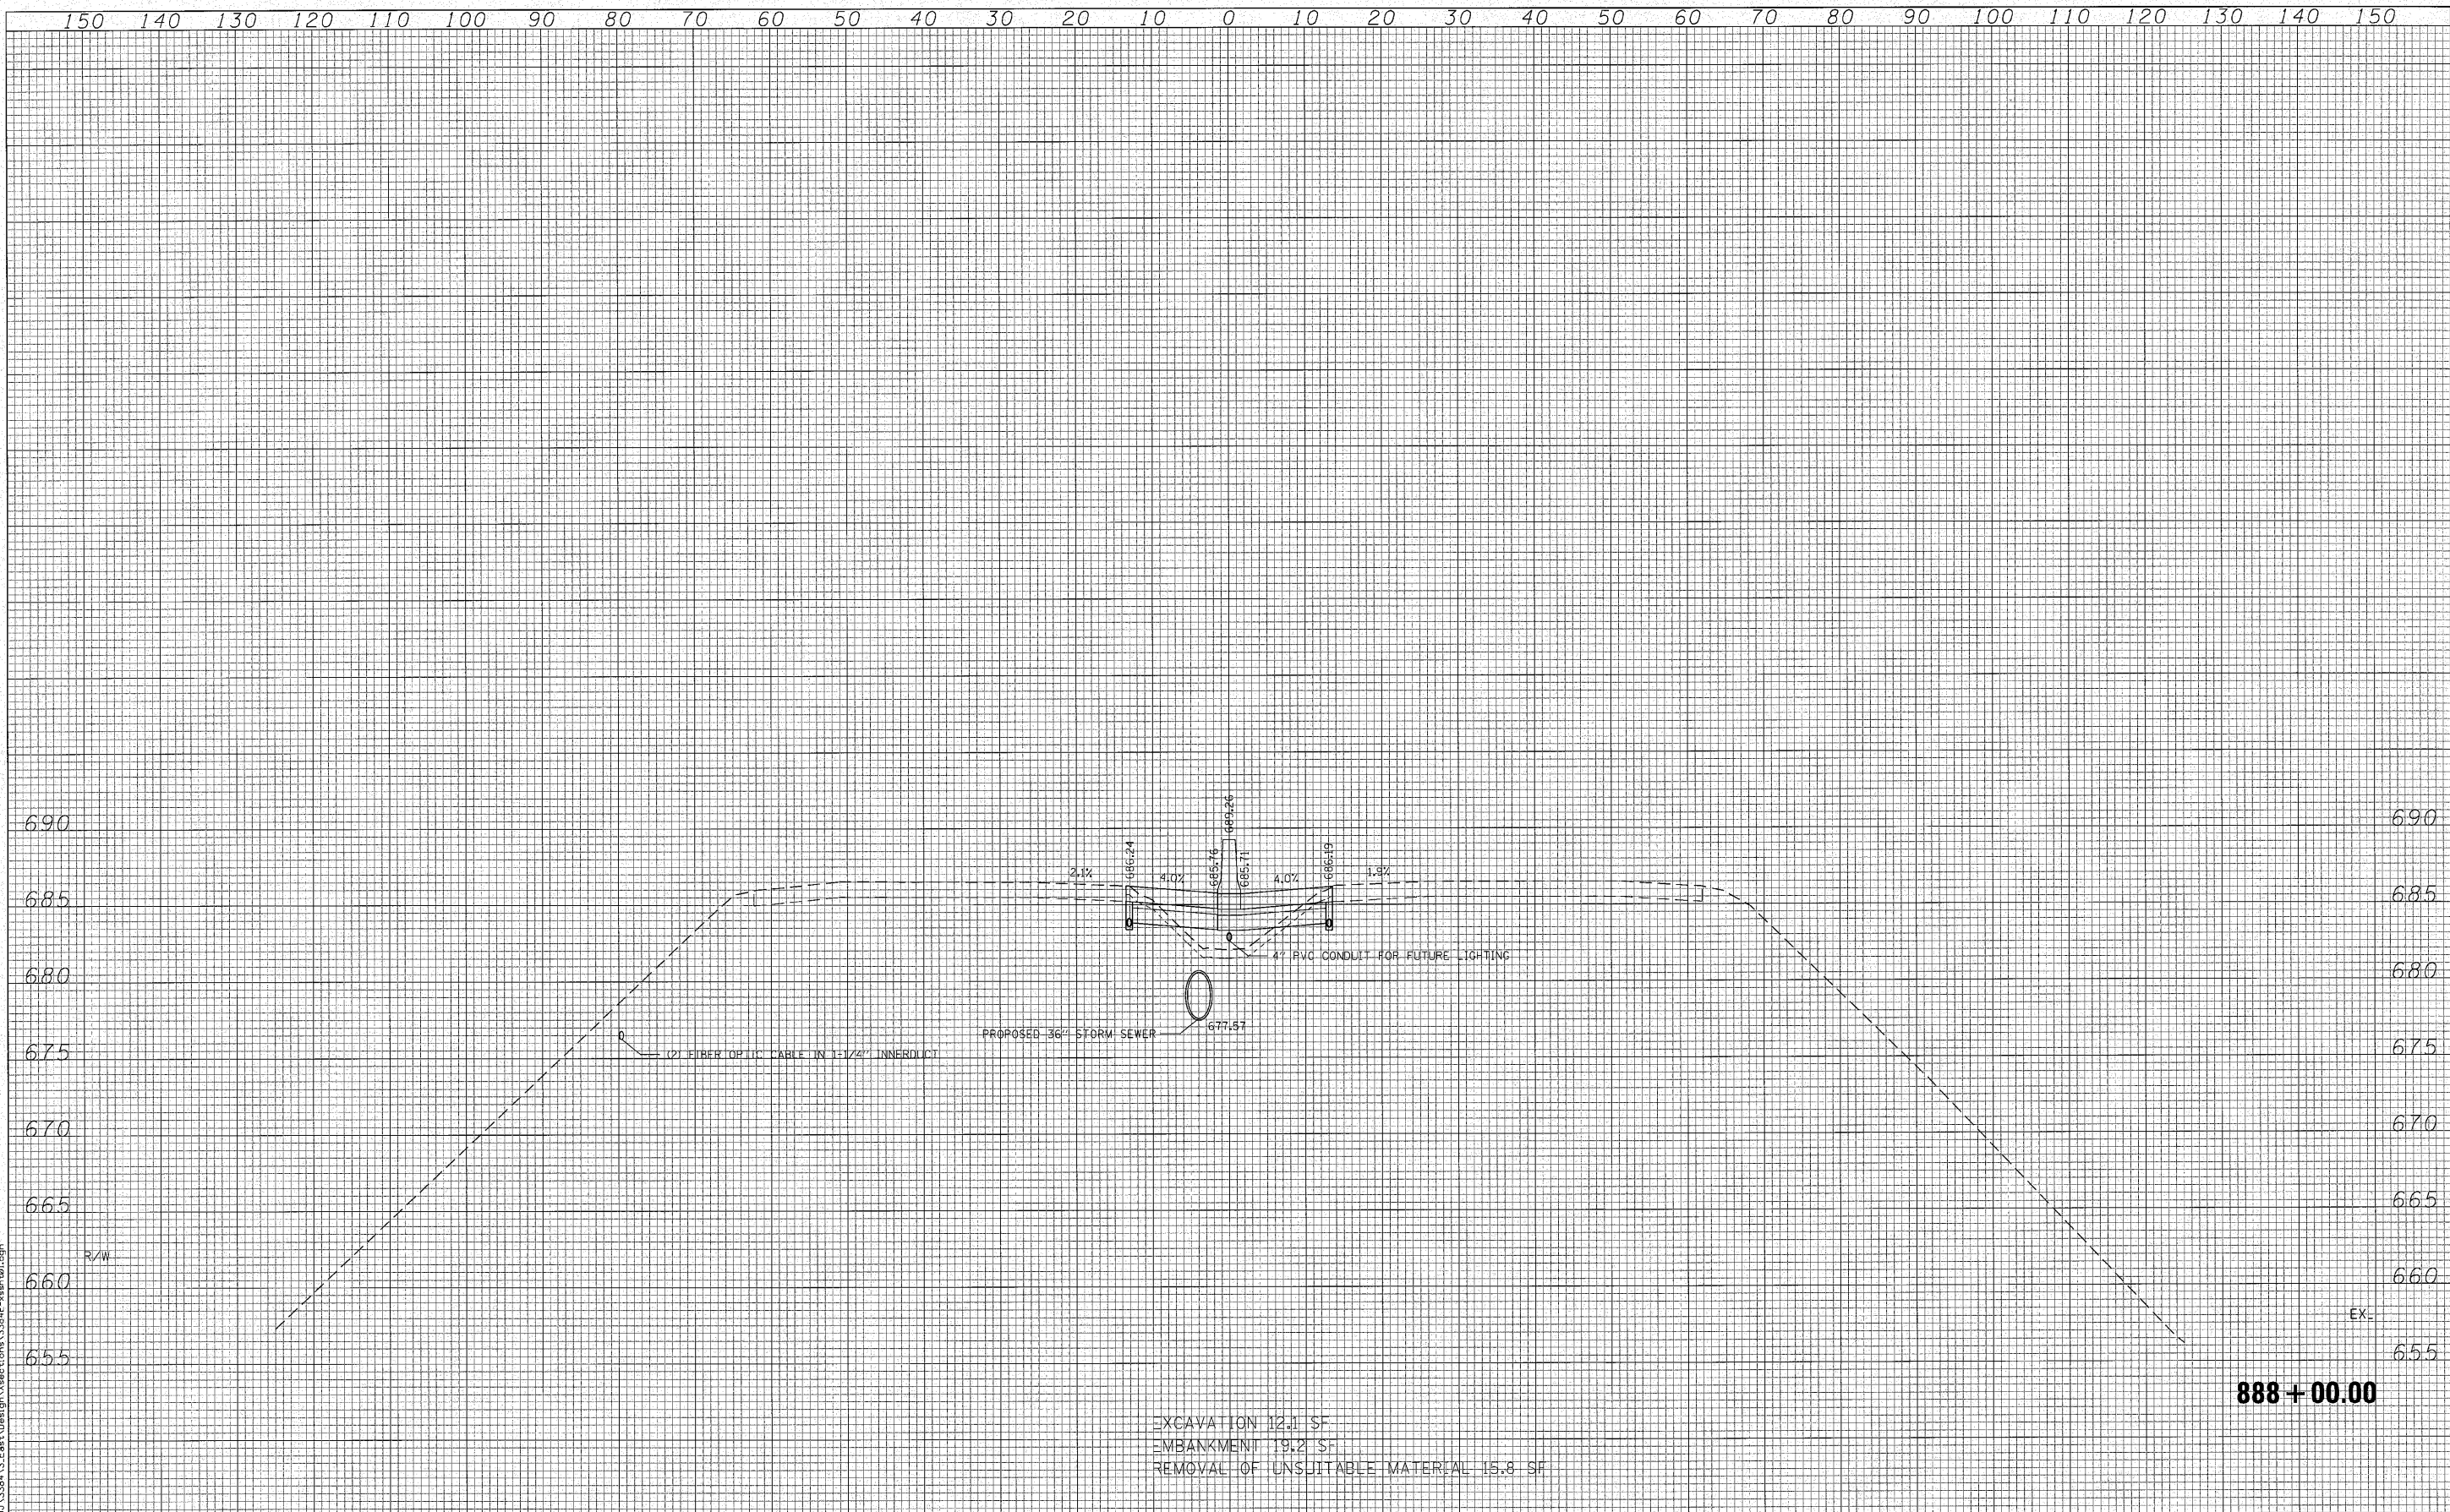 150 140 130 120 110 100 90 80 70 60 50 40 30 20 10 0 10 20 30 40 50 60 70 80 90 100 110 120 130 140 150
689.26
690 690
686.24 685.76 685.71 686.19
2.1% 4.0% 4.0% 1.9%
685 685
4" PVC CONDUIT FOR FUTURE LIGHTING
680 680
677.57
PROPOSED 36" STORM SEWER
(2) FIBER OPTIC CABLE IN 1-1/4" INNERDUCT
675 675
670 670
665 665
R/W
660 660
EX.
655 655
888+00.00
EXCAVATION 12.1 SF
EMBANKMENT 19.2 SF
REMOVAL OF UNSUITABLE MATERIAL 15.8 SF